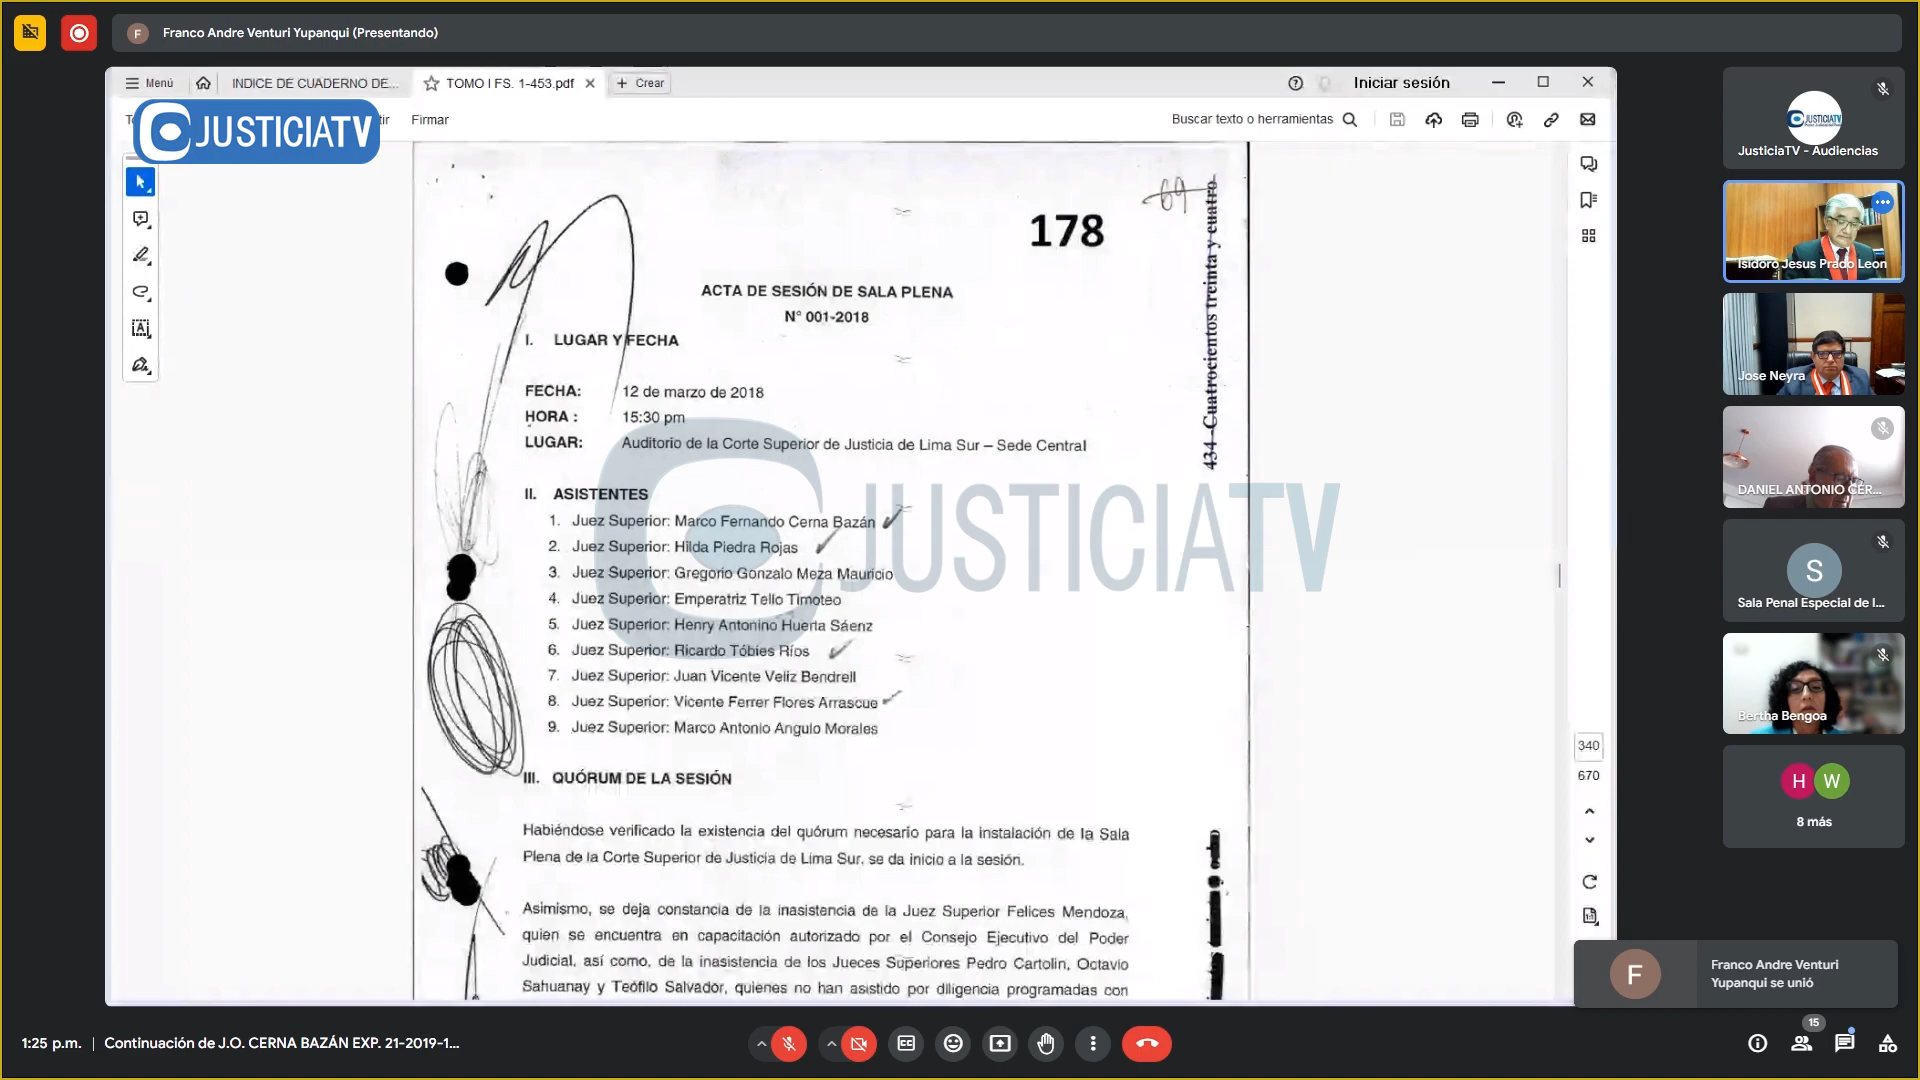 Franco Andre Venturi Yupanqui (Presentando)
Menú
INDICE DE CUADERNO DE...
TOMO I FS. 1-453.pdf
Crear
Iniciar sesión
Firmar
Buscar texto o herramientas
JUSTICIATV
69
178
434 -Cuatrocientos treinta y cuatro
ACTA DE SESIÓN DE SALA PLENA
N° 001-2018
I. LUGAR Y FECHA
FECHA: 12 de marzo de 2018
HORA : 15:30 pm
LUGAR: Auditorio de la Corte Superior de Justicia de Lima Sur – Sede Central
II. ASISTENTES
1. Juez Superior: Marco Fernando Cerna Bazán
2. Juez Superior: Hilda Piedra Rojas
3. Juez Superior: Gregorio Gonzalo Meza Mauricio
4. Juez Superior: Emperatriz Tello Timoteo
5. Juez Superior: Henry Antonino Huerta Sáenz
6. Juez Superior: Ricardo Tóbies Ríos
7. Juez Superior: Juan Vicente Veliz Bendrell
8. Juez Superior: Vicente Ferrer Flores Arrascue
9. Juez Superior: Marco Antonio Angulo Morales
III. QUÓRUM DE LA SESIÓN
Habiéndose verificado la existencia del quórum necesario para la instalación de la Sala
Plena de la Corte Superior de Justicia de Lima Sur, se da inicio a la sesión.
Asimismo, se deja constancia de la inasistencia de la Juez Superior Felices Mendoza,
quien se encuentra en capacitación autorizado por el Consejo Ejecutivo del Poder
Judicial, así como, de la inasistencia de los Jueces Superiores Pedro Cartolin, Octavio
Sahuanay y Teófilo Salvador, quienes no han asistido por diligencia programadas con
JUSTICIATV
340
670
JUSTICIATV
JusticiaTV - Audiencias
Isidoro Jesus Prado Leon
Jose Neyra
DANIEL ANTONIO CER...
S
Sala Penal Especial de l...
Bertha Bengoa
H W
8 más
F
Franco Andre Venturi
Yupanqui se unió
1:25 p.m. | Continuación de J.O. CERNA BAZÁN EXP. 21-2019-1...
15